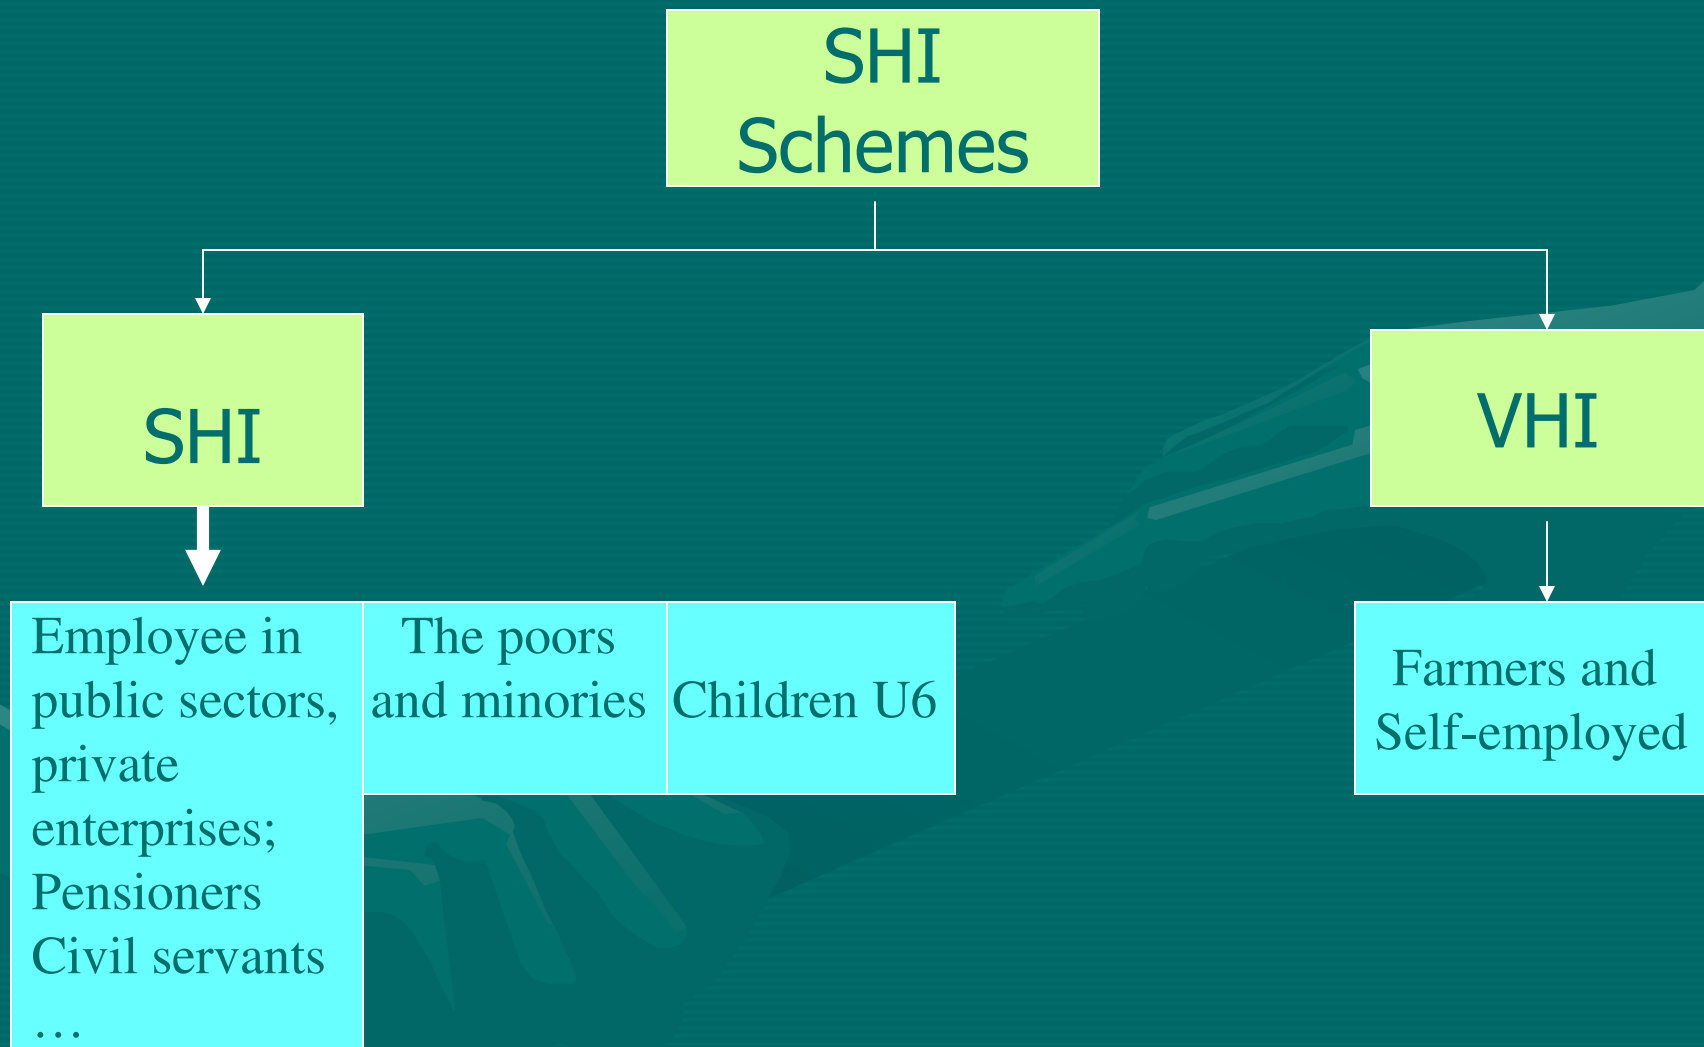 SHI
Schemes
SHI
VHI
Employee in
public sectors,
private
enterprises;
Pensioners
Civil servants
…
The poors
and minories
Children U6
Farmers and
Self-employed